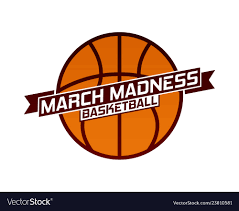 MARCH MADNESS
BASKETBALL
VectorStock®
VectorStock.com/23810581